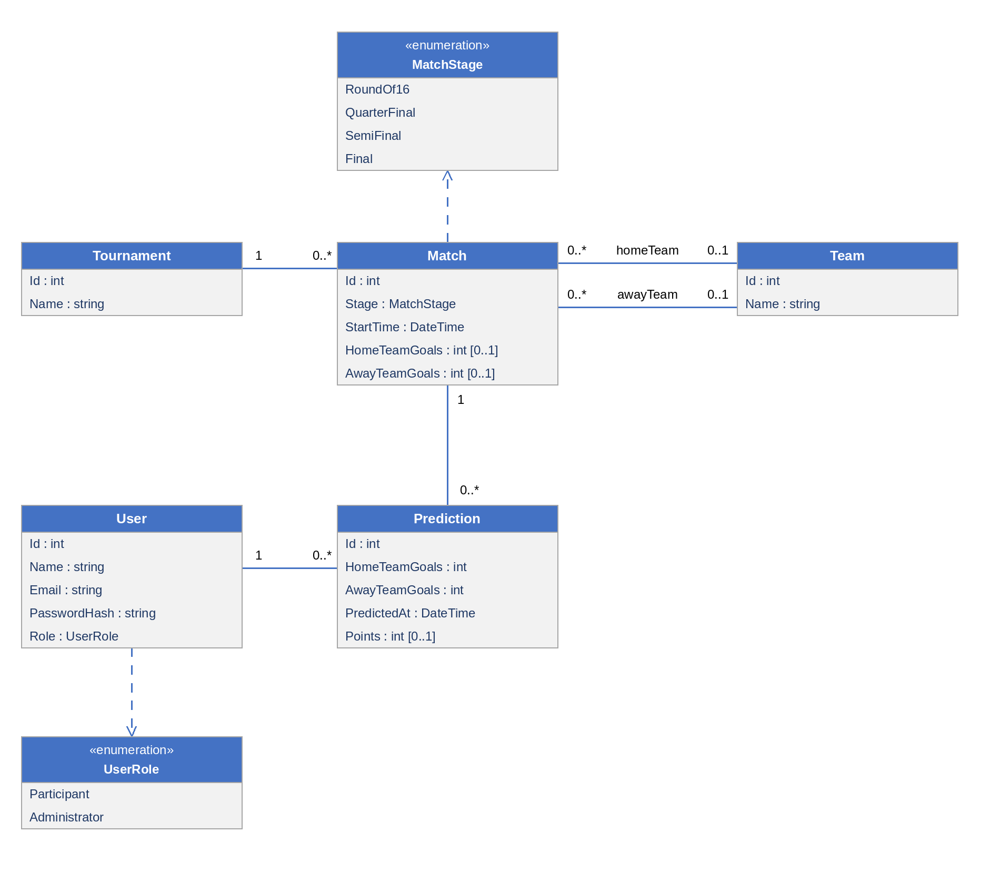 «enumeration»
MatchStage
RoundOf16
QuarterFinal
SemiFinal
Final
Tournament
Id : int
Name : string
1
0..*
Match
Id : int
Stage : MatchStage
StartTime : DateTime
HomeTeamGoals : int [0..1]
AwayTeamGoals : int [0..1]
0..* homeTeam 0..1
0..* awayTeam 0..1
Team
Id : int
Name : string
1
0..*
User
Id : int
Name : string
Email : string
PasswordHash : string
Role : UserRole
1
0..*
Prediction
Id : int
HomeTeamGoals : int
AwayTeamGoals : int
PredictedAt : DateTime
Points : int [0..1]
«enumeration»
UserRole
Participant
Administrator